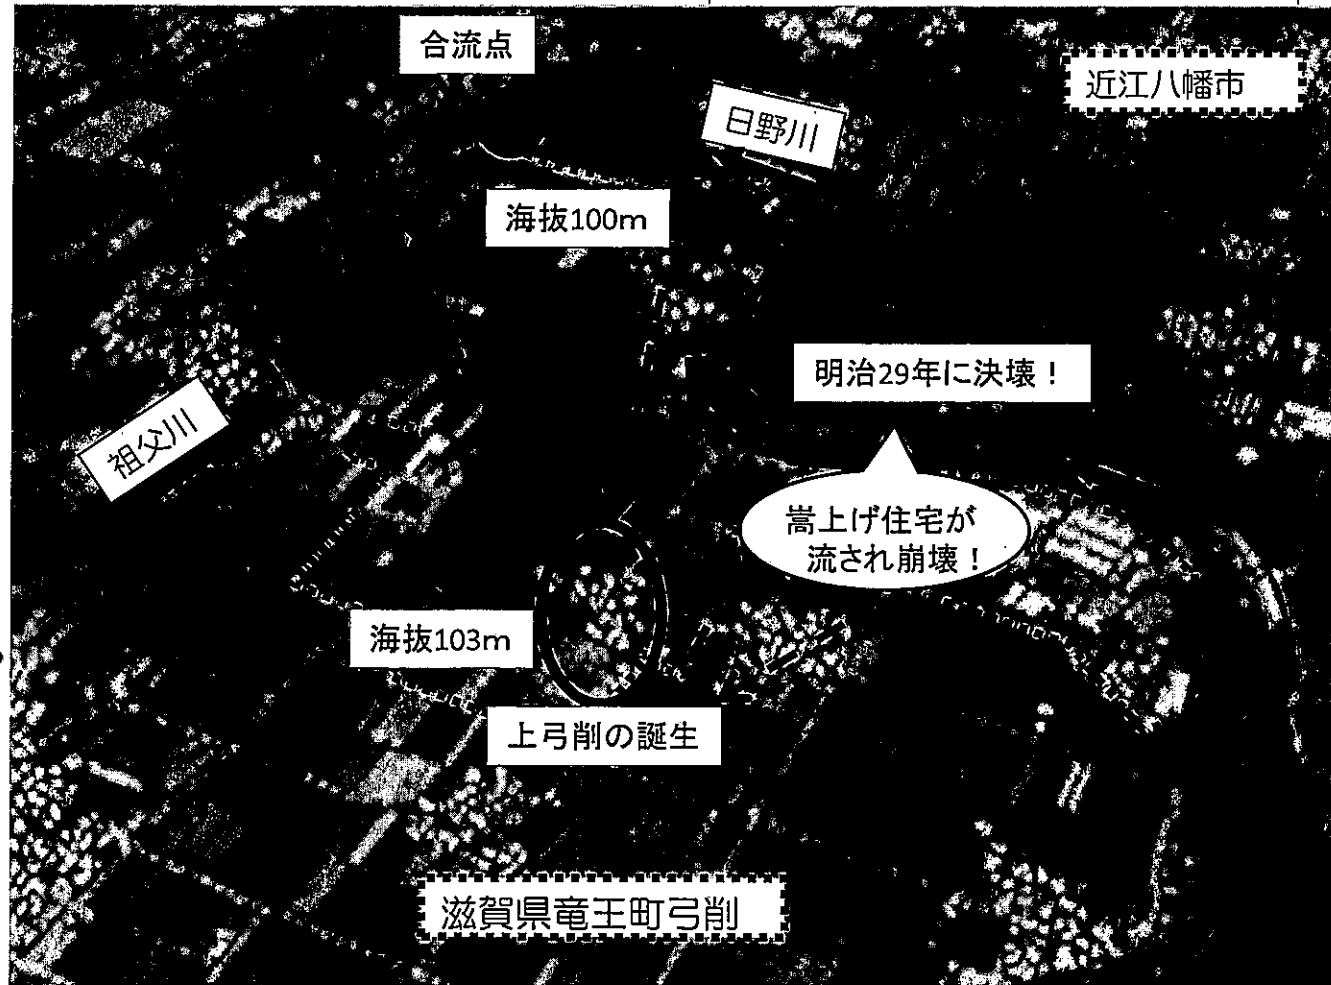 合流点
近江八幡市
日野川
海抜100m
明治29年に決壊!
祖父川
嵩上げ住宅が
流され崩壊!
海抜103m
上弓削の誕生
滋賀県竜王町弓削